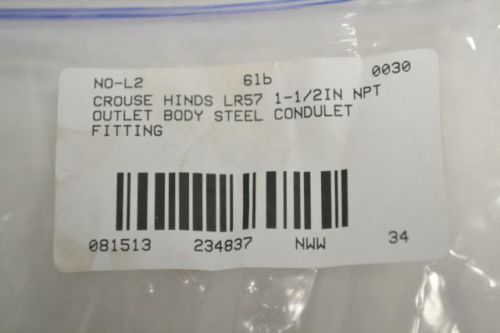 NO-L2 6lb 0030
CROUSE HINDS LR57 1-1/2IN NPT
OUTLET BODY STEEL CONDULET
FITTING
081513 234837 NWW 34